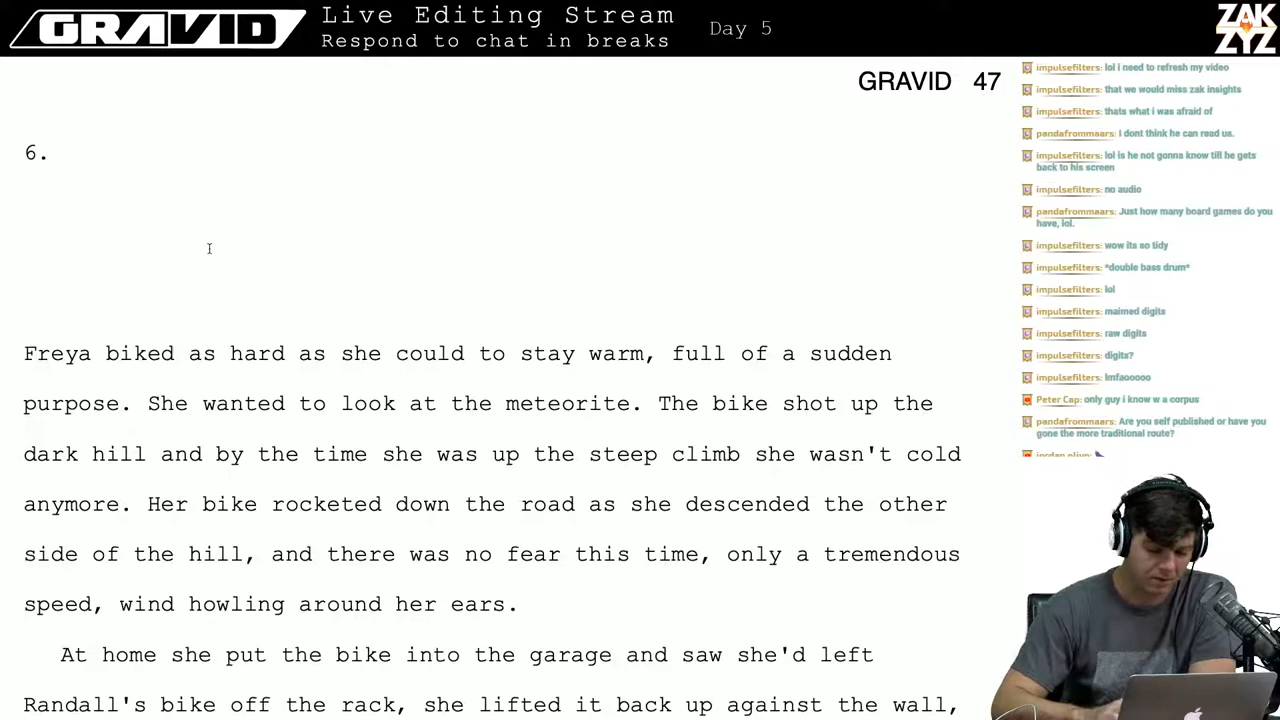 GRAVID
Live Editing Stream
Respond to chat in breaks
Day 5
ZAK
ZYZ
GRAVID 47
6.
Freya biked as hard as she could to stay warm, full of a sudden
purpose. She wanted to look at the meteorite. The bike shot up the
dark hill and by the time she was up the steep climb she wasn't cold
anymore. Her bike rocketed down the road as she descended the other
side of the hill, and there was no fear this time, only a tremendous
speed, wind howling around her ears.
At home she put the bike into the garage and saw she'd left
Randall's bike off the rack, she lifted it back up against the wall,
impulsefilters: lol i need to refresh my video
impulsefilters: that we would miss zak insights
impulsefilters: thats what i was afraid of
pandafrommaars: I dont think he can read us.
impulsefilters: lol is he not gonna know till he gets
back to his screen
impulsefilters: no audio
pandafrommaars: Just how many board games do you
have, lol.
impulsefilters: wow its so tidy
impulsefilters: *double bass drum*
impulsefilters: lol
impulsefilters: maimed digits
impulsefilters: raw digits
impulsefilters: digits?
impulsefilters: lmfaooooo
Peter Cap: only guy i know w a corpus
pandafrommaars: Are you self published or have you
gone the more traditional route?